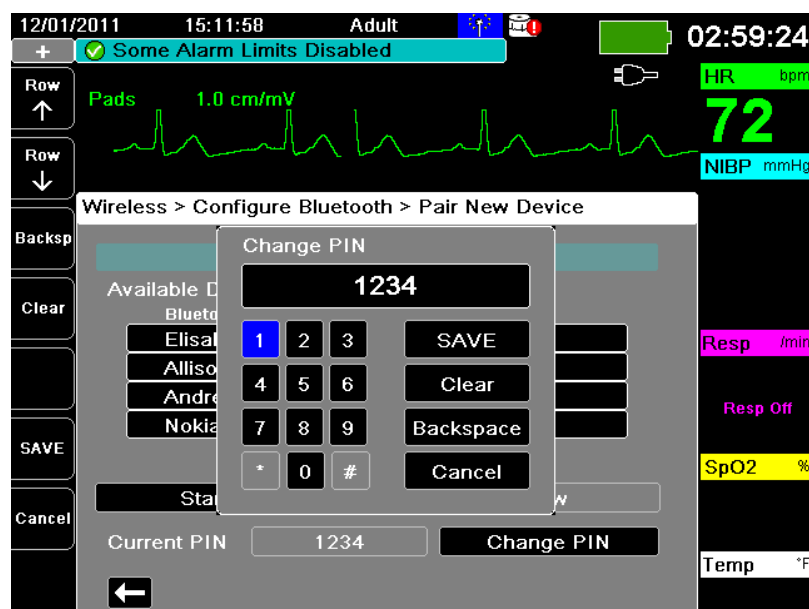 12/01/2011 15:11:58 Adult
02:59:24
+ Some Alarm Limits Disabled
HR bpm
72
Row
Pads 1.0 cm/mV
Row
NIBP mmHg
Wireless > Configure Bluetooth > Pair New Device
Backsp
Change PIN
1234
Available
Clear
1 2 3 SAVE
Resp /min
4 5 6 Clear
Resp Off
Nokia
7 8 9 Backspace
SAVE
* 0 # Cancel
SpO2 %
Cancel
Current PIN 1234 Change PIN
Temp °F